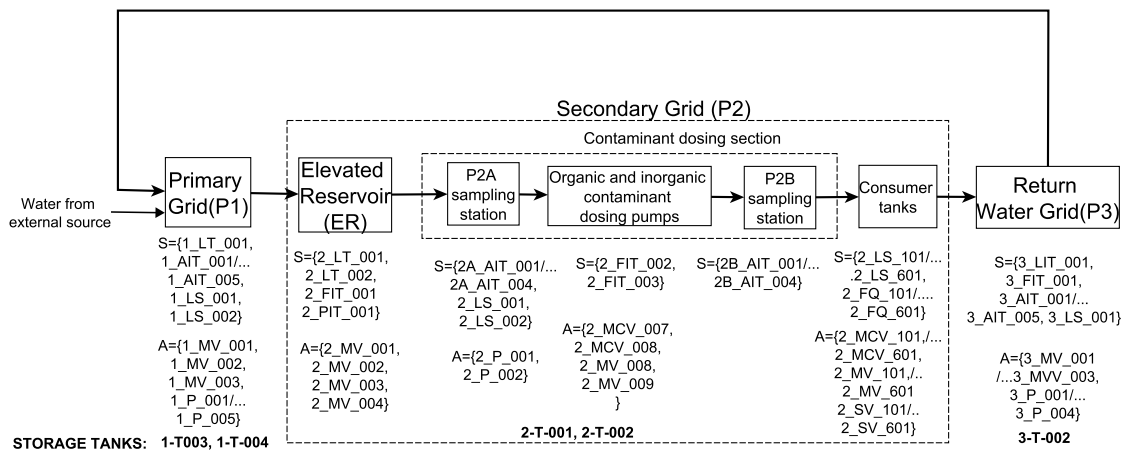 Secondary Grid (P2)
Contaminant dosing section
Water from
external source
Primary
Grid(P1)
S={1_LT_001,
1_AIT_001/...
1_AIT_005,
1_LS_001,
1_LS_002}
A={1_MV_001,
1_MV_002,
1_MV_003,
1_P_001/...
1_P_005}
Elevated
Reservoir
(ER)
S={2_LT_001,
2_LT_002,
2_FIT_001
2_PIT_001}
A={2_MV_001,
2_MV_002,
2_MV_003,
2_MV_004}
P2A
sampling
station
S={2A_AIT_001/...
2A_AIT_004,
2_LS_001,
2_LS_002}
A={2_P_001,
2_P_002}
Organic and inorganic
contaminant
dosing pumps
S={2_FIT_002,
2_FIT_003}
A={2_MCV_007,
2_MCV_008,
2_MV_008,
2_MV_009
}
P2B
sampling
station
S={2B_AIT_001/...
2B_AIT_004}
Consumer
tanks
S={2_LS_101/...
.2_LS_601,
2_FQ_101/....
2_FQ_601}
A={2_MCV_101,/...
2_MCV_601,
2_MV_101,/..
2_MV_601
2_SV_101/..
2_SV_601}
Return
Water Grid(P3)
S={3_LIT_001,
3_FIT_001,
3_AIT_001/...
3_AIT_005, 3_LS_001}
A={3_MV_001
/...3_MVV_003,
3_P_001/...
3_P_004}
STORAGE TANKS: 1-T003, 1-T-004
2-T-001, 2-T-002
3-T-002